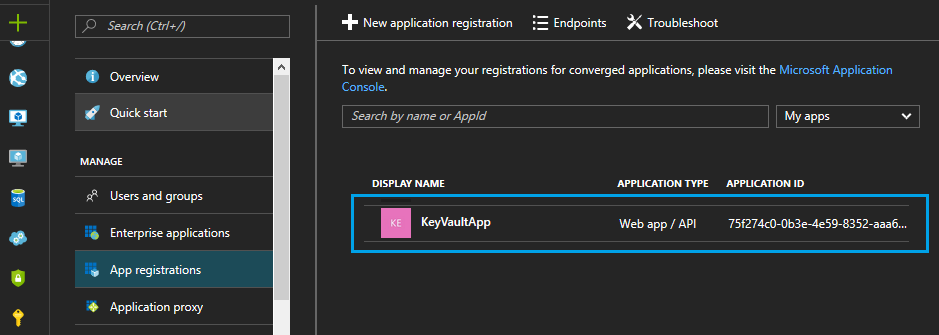 Search (Ctrl+/)
Overview
Quick start
MANAGE
Users and groups
Enterprise applications
App registrations
Application proxy
SQL
New application registration
Endpoints
Troubleshoot
To view and manage your registrations for converged applications, please visit the Microsoft Application
Console.
Search by name or AppId
My apps
DISPLAY NAME APPLICATION TYPE APPLICATION ID
KE KeyVaultApp Web app / API 75f274c0-0b3e-4e59-8352-aaa6...